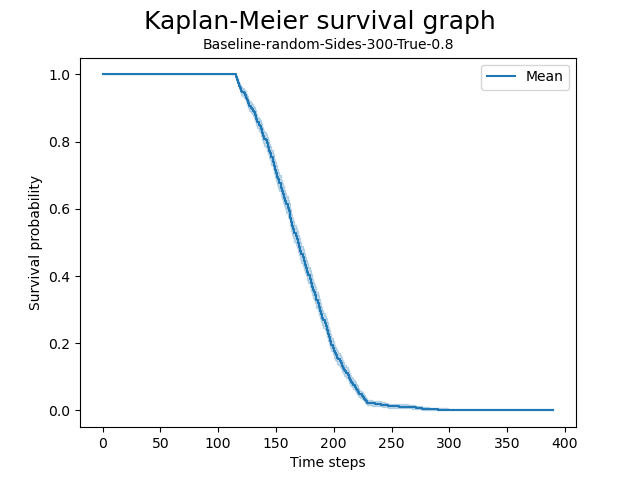 Kaplan-Meier survival graph
Baseline-random-Sides-300-True-0.8
Mean
1.0
0.8
0.6
0.4
0.2
0.0
Survival probability
0 50 100 150 200 250 300 350 400
Time steps